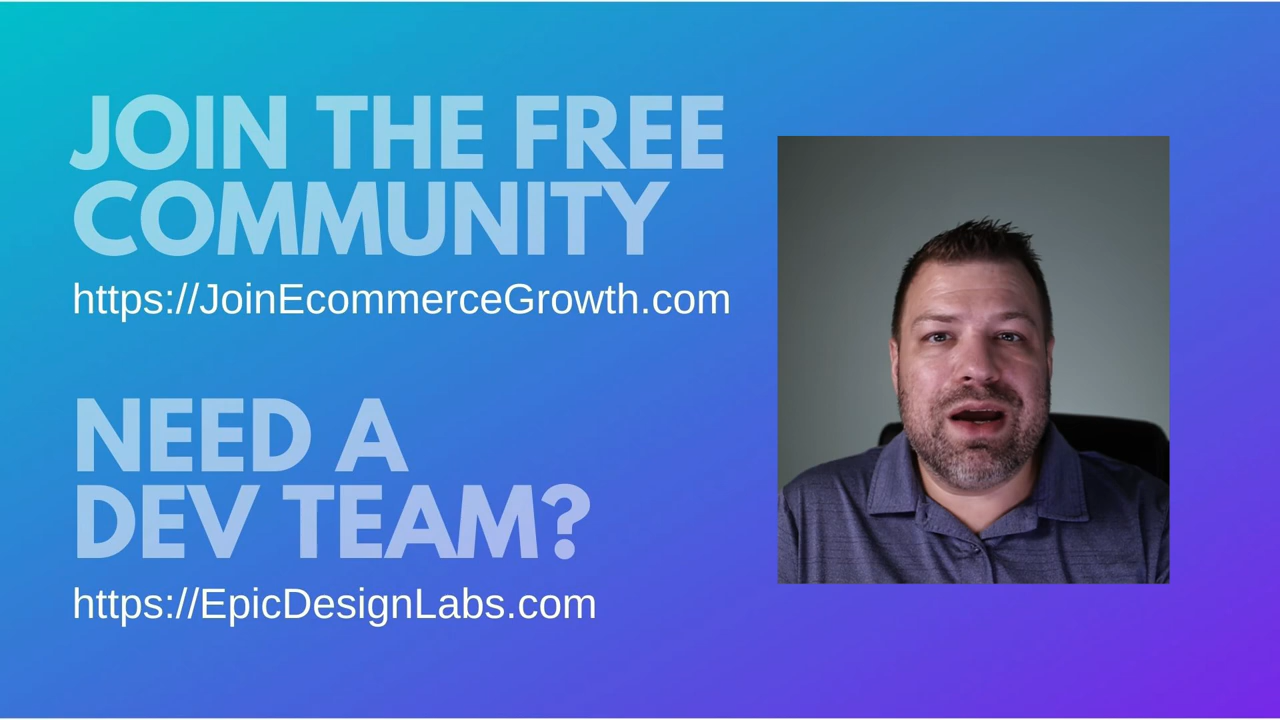 JOIN THE FREE
COMMUNITY
https://JoinEcommerceGrowth.com
NEED A
DEV TEAM?
https://EpicDesignLabs.com